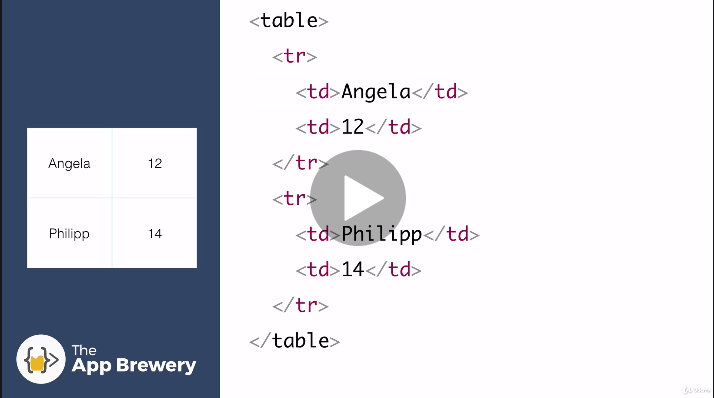 Angela 12
Philipp 14
The
App Brewery
<table>
<tr>
<td>Angela</td>
<td>12</td>
</tr>
<tr>
<td>Philipp</td>
<td>14</td>
</tr>
</table>